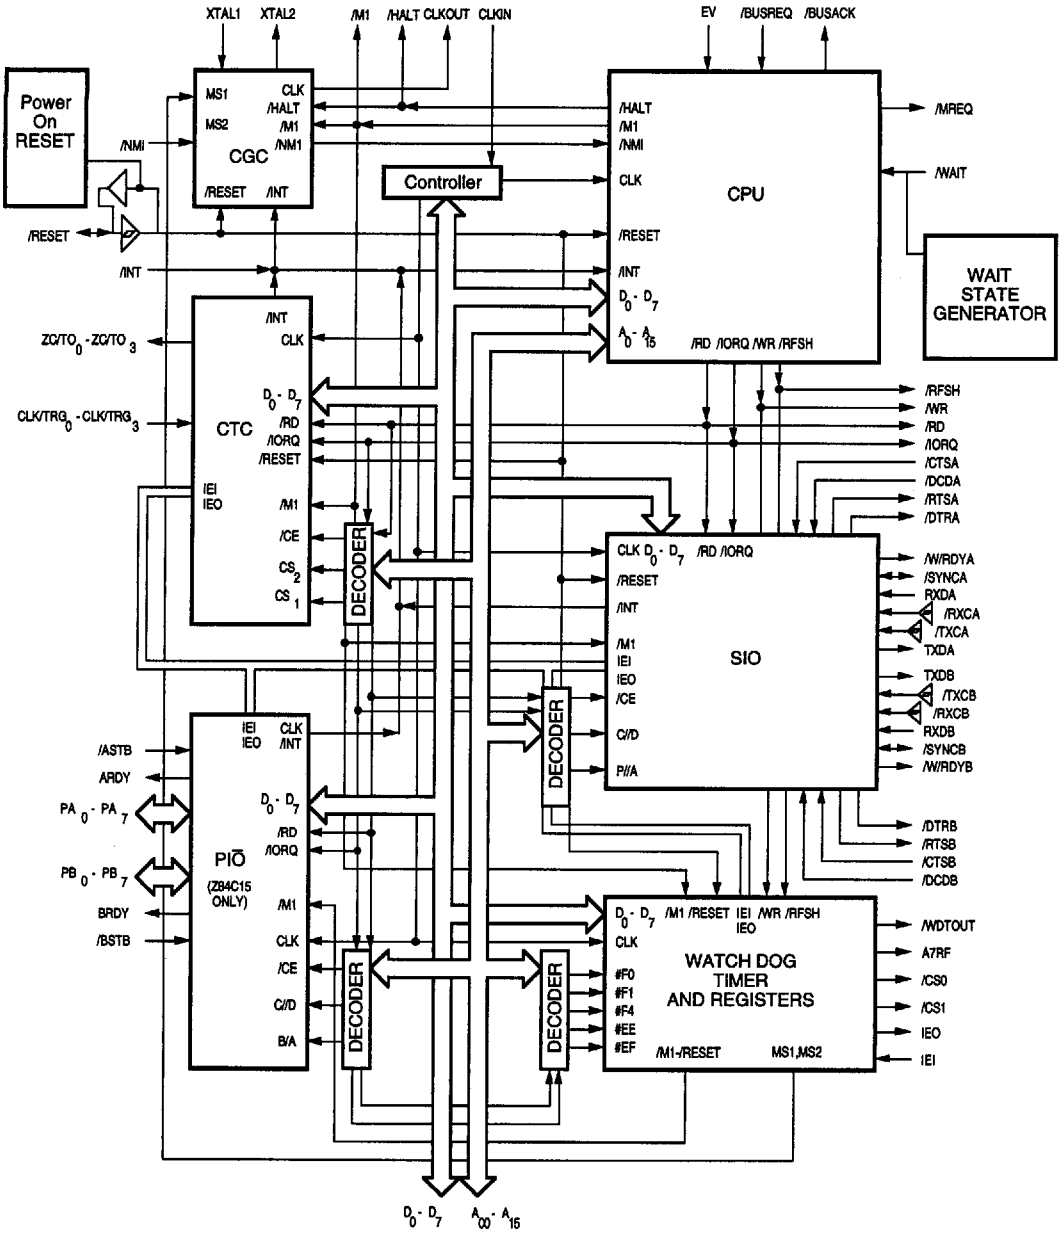 XTAL1 XTAL2 /M1 /HALT CLKOUT CLKIN EV /BUSREQ /BUSACK
Power
On
RESET
MS1
MS2
CLK
/HALT
/M1
/NM1
CGC
/RESET /INT
/NMI
/RESET
/INT
Controller
/HALT
/M1
/NMI
CLK
CPU
/RESET
/INT
D0 - D7
A0 - A15
/RD /IORQ /WR /RFSH
/MREQ
/WAIT
WAIT
STATE
GENERATOR
ZC/TO0 - ZC/TO3
CLK/TRG0 - CLK/TRG3
/INT
CLK
D0 - D7
CTC
/RD
/IORQ
/RESET
IEI
IEO
/M1
/CE
CS2
CS1
DECODER
/RFSH
/WR
/RD
/IORQ
/CTSA
/DCDA
/RTSA
/DTRA
CLK D0 - D7 /RD /IORQ
/RESET
/INT
/M1
IEI
IEO
/CE
C//D
P//A
SIO
DECODER
/W/RDYA
/SYNCA
RXDA
/RXCA
/TXCA
TXDA
TXDB
/TXCB
/RXCB
RXDB
/SYNCB
/W/RDYB
/DTRB
/RTSB
/CTSB
/DCDB
/ASTB
ARDY
PA0 - PA7
PB0 - PB7
BRDY
/BSTB
IEI
IEO
CLK
/INT
D0 - D7
/RD
/IORQ
PIO
(Z84C15
ONLY)
/M1
CLK
/CE
C//D
B/A
DECODER
DECODER
D0 - D7 /M1 /RESET IEI /WR /RFSH
IEO
CLK
#F0
#F1
#F4
#EE
#EF
WATCH DOG
TIMER
AND REGISTERS
/M1-/RESET MS1,MS2
/WDTOUT
A7RF
/CS0
/CS1
IEO
IEI
D0 - D7 A00 - A15